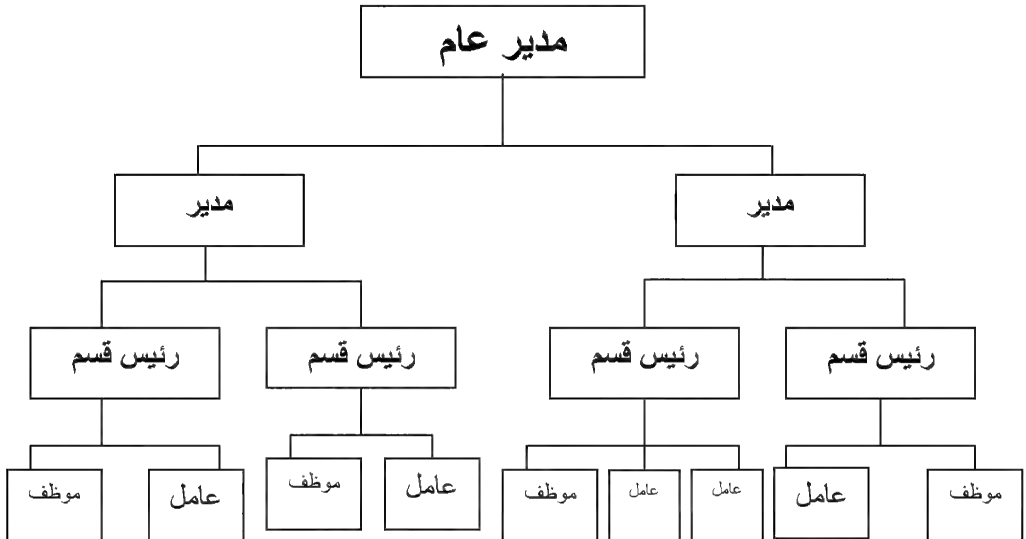 مدير عام
مدير
مدير
رئيس قسم
رئيس قسم
رئيس قسم
رئيس قسم
موظف
عامل
عامل
موظف
عامل
موظف
عامل
موظف